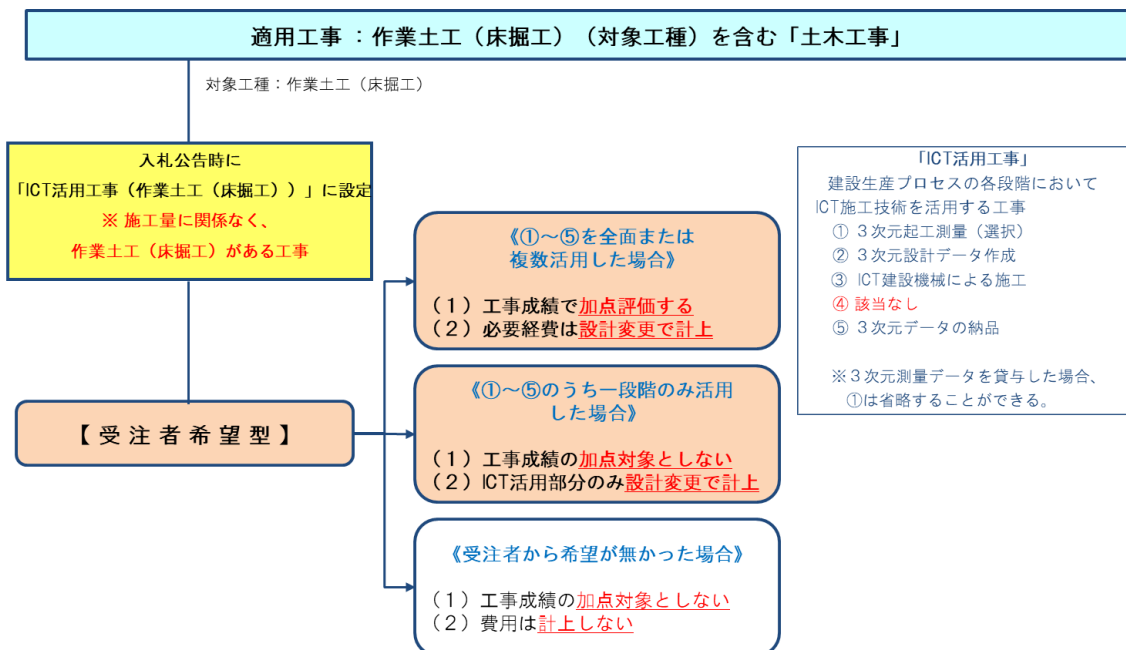 適用工事 ：作業土工（床掘工）（対象工種）を含む「土木工事」
対象工種：作業土工（床掘工）
入札公告時に
「ICT活用工事（作業土工（床掘工））」に設定
※ 施工量に関係なく、
作業土工（床掘工）がある工事
【 受 注 者 希 望 型 】
《①～⑤を全面または
複数活用した場合》
（１）工事成績で加点評価する
（２）必要経費は設計変更で計上
《①～⑤のうち一段階のみ活用
した場合》
（１）工事成績の加点対象としない
（２）ICT活用部分のみ設計変更で計上
《受注者から希望が無かった場合》
（１）工事成績の加点対象としない
（２）費用は計上しない
「ICT活用工事」
建設生産プロセスの各段階において
ICT施工技術を活用する工事
① ３次元起工測量（選択）
② ３次元設計データ作成
③ ICT建設機械による施工
④ 該当なし
⑤ ３次元データの納品
※３次元測量データを貸与した場合、
①は省略することができる。